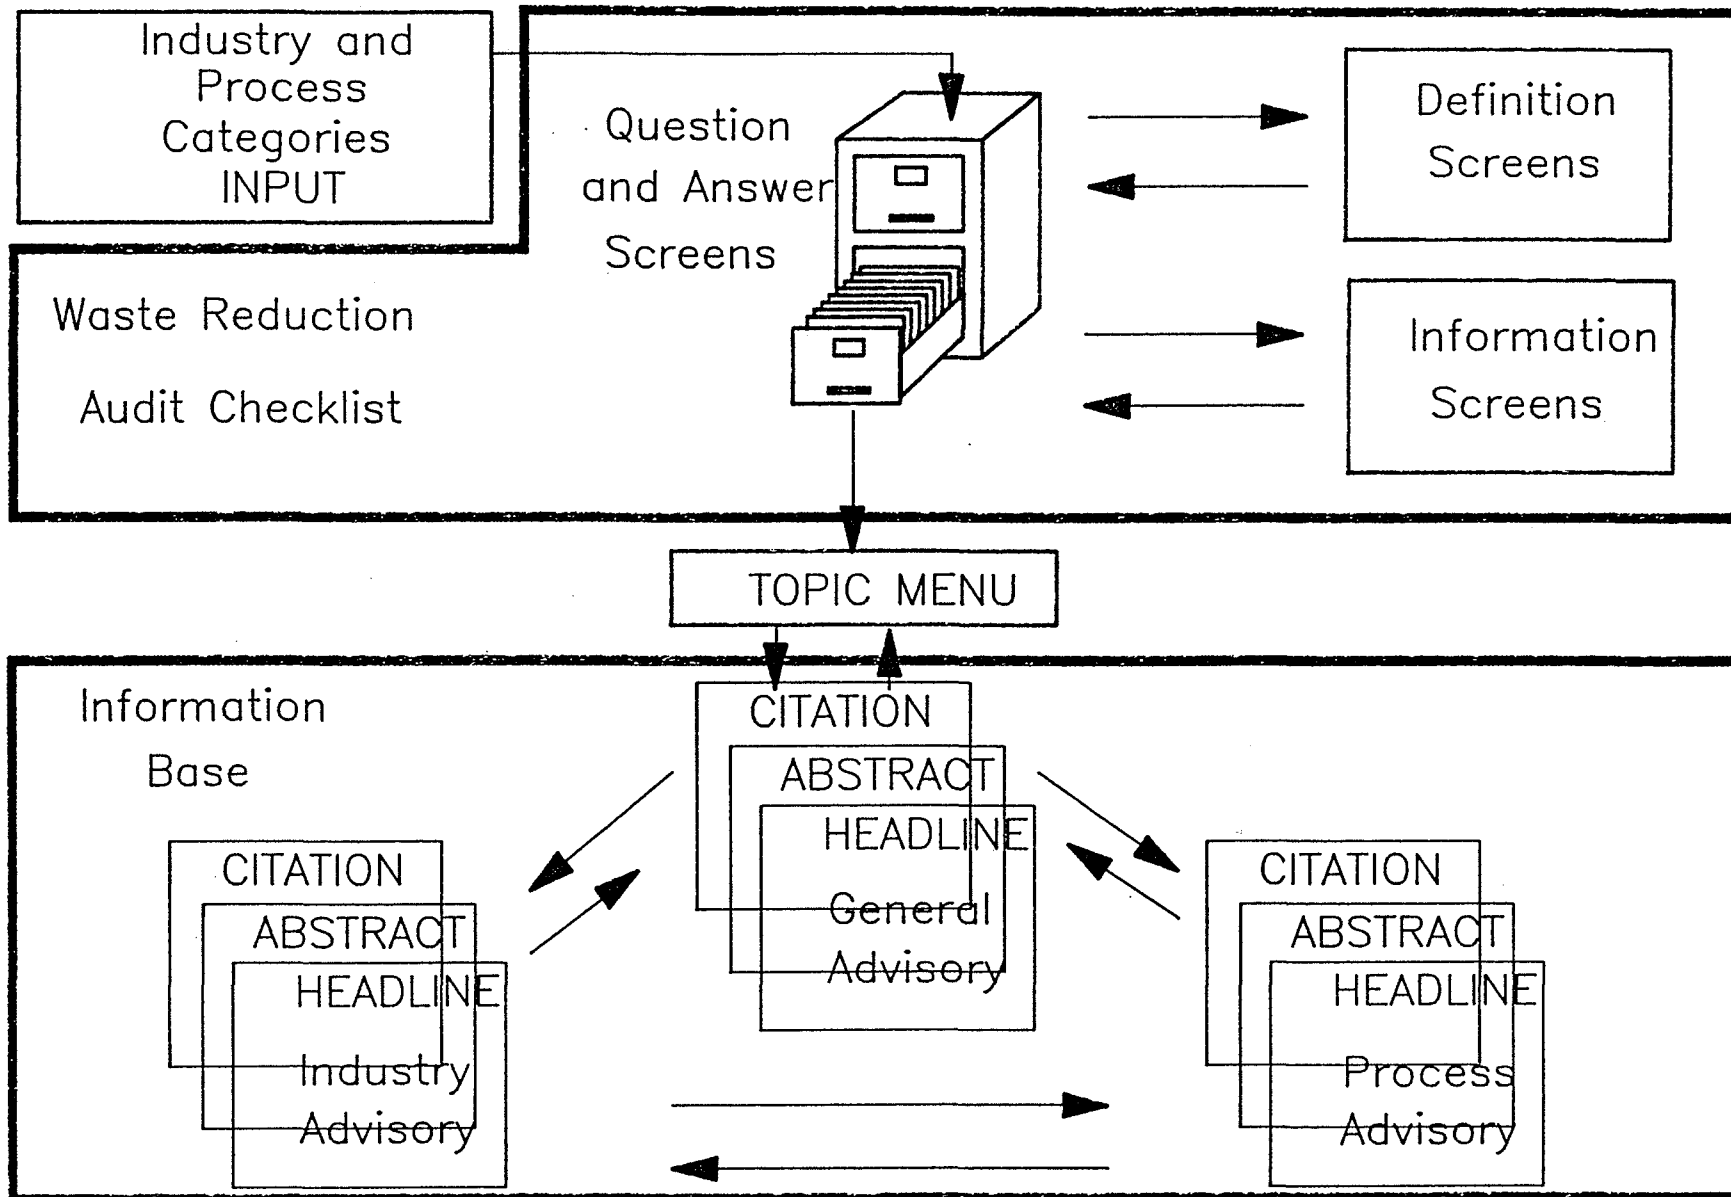 Industry and
Process
Categories
INPUT
Question
and Answer
Screens
Definition
Screens
Information
Screens
Waste Reduction
Audit Checklist
TOPIC MENU
Information
Base
CITATION
ABSTRACT
HEADLINE
General
Advisory
CITATION
ABSTRACT
HEADLINE
Industry
Advisory
CITATION
ABSTRACT
HEADLINE
Process
Advisory